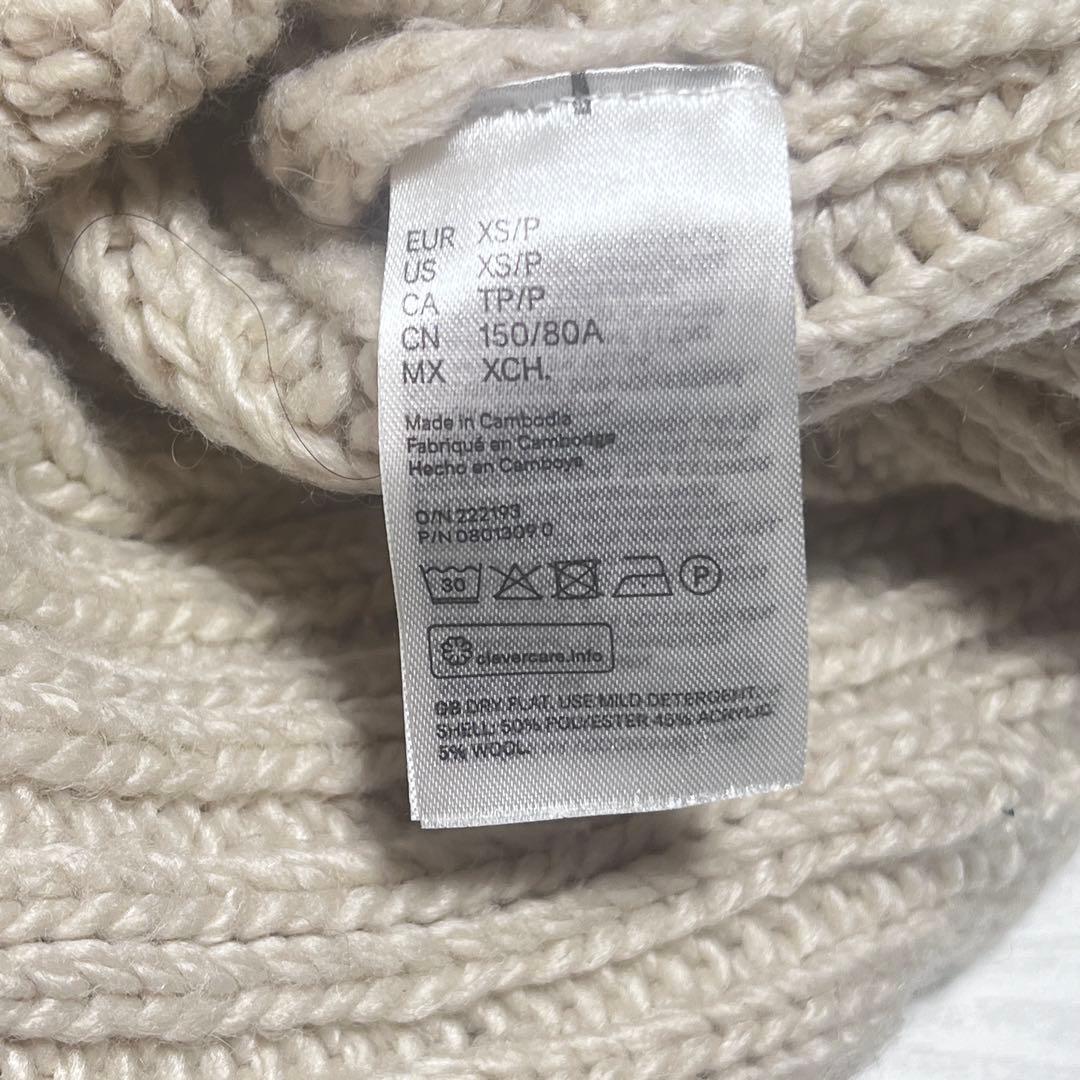 EUR XS/P
US XS/P
CA TP/P
CN 150/80A
MX XCH.
Made in Cambodia
Fabriqué en Cambodge
Hecho en Camboya
O/N 222193
P/N 0801309 0
30 P
clevercare.info
GB DRY FLAT. USE MILD DETERGENT.
SHELL: 50% POLYESTER 45% ACRYLIC
5% WOOL.